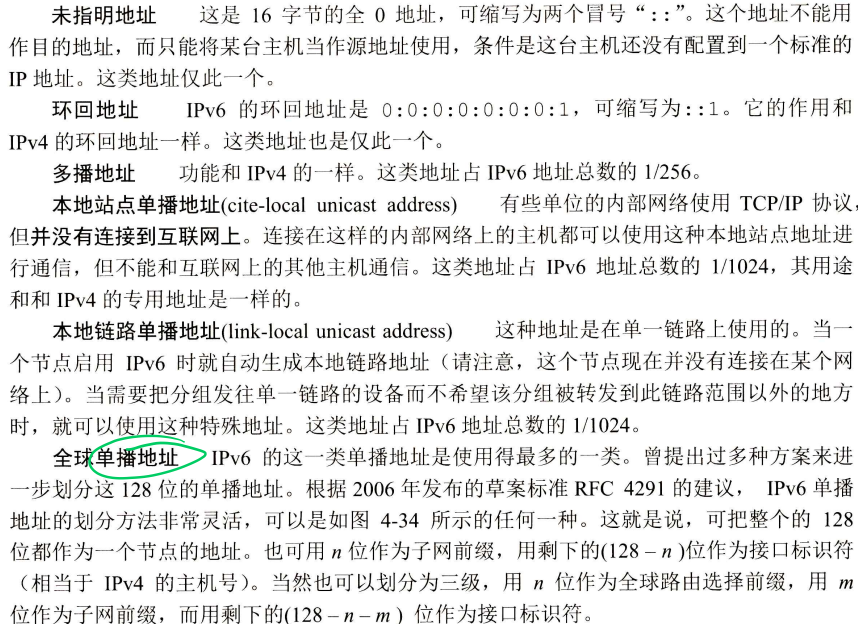 未指明地址 这是 16 字节的全 0 地址，可缩写为两个冒号“::”。这个地址不能用
作目的地址，而只能将某台主机当作源地址使用，条件是这台主机还没有配置到一个标准的
IP 地址。这类地址仅此一个。
环回地址 IPv6 的环回地址是 0:0:0:0:0:0:0:1，可缩写为::1。它的作用和
IPv4 的环回地址一样。这类地址也是仅此一个。
多播地址 功能和 IPv4 的一样。这类地址占 IPv6 地址总数的 1/256。
本地站点单播地址(cite-local unicast address) 有些单位的内部网络使用 TCP/IP 协议，
但并没有连接到互联网上。连接在这样的内部网络上的主机都可以使用这种本地站点地址进
行通信，但不能和互联网上的其他主机通信。这类地址占 IPv6 地址总数的 1/1024，其用途
和和 IPv4 的专用地址是一样的。
本地链路单播地址(link-local unicast address) 这种地址是在单一链路上使用的。当一
个节点启用 IPv6 时就自动生成本地链路地址（请注意，这个节点现在并没有连接在某个网
络上）。当需要把分组发往单一链路的设备而不希望该分组被转发到此链路范围以外的地方
时，就可以使用这种特殊地址。这类地址占 IPv6 地址总数的 1/1024。
全球单播地址 IPv6 的这一类单播地址是使用得最多的一类。曾提出过多种方案来进
一步划分这 128 位的单播地址。根据 2006 年发布的草案标准 RFC 4291 的建议， IPv6 单播
地址的划分方法非常灵活，可以是如图 4-34 所示的任何一种。这就是说，可把整个的 128
位都作为一个节点的地址。也可用 n 位作为子网前缀，用剩下的(128 – n )位作为接口标识符
（相当于 IPv4 的主机号）。当然也可以划分为三级，用 n 位作为全球路由选择前缀，用 m
位作为子网前缀，而用剩下的(128 – n – m ) 位作为接口标识符。